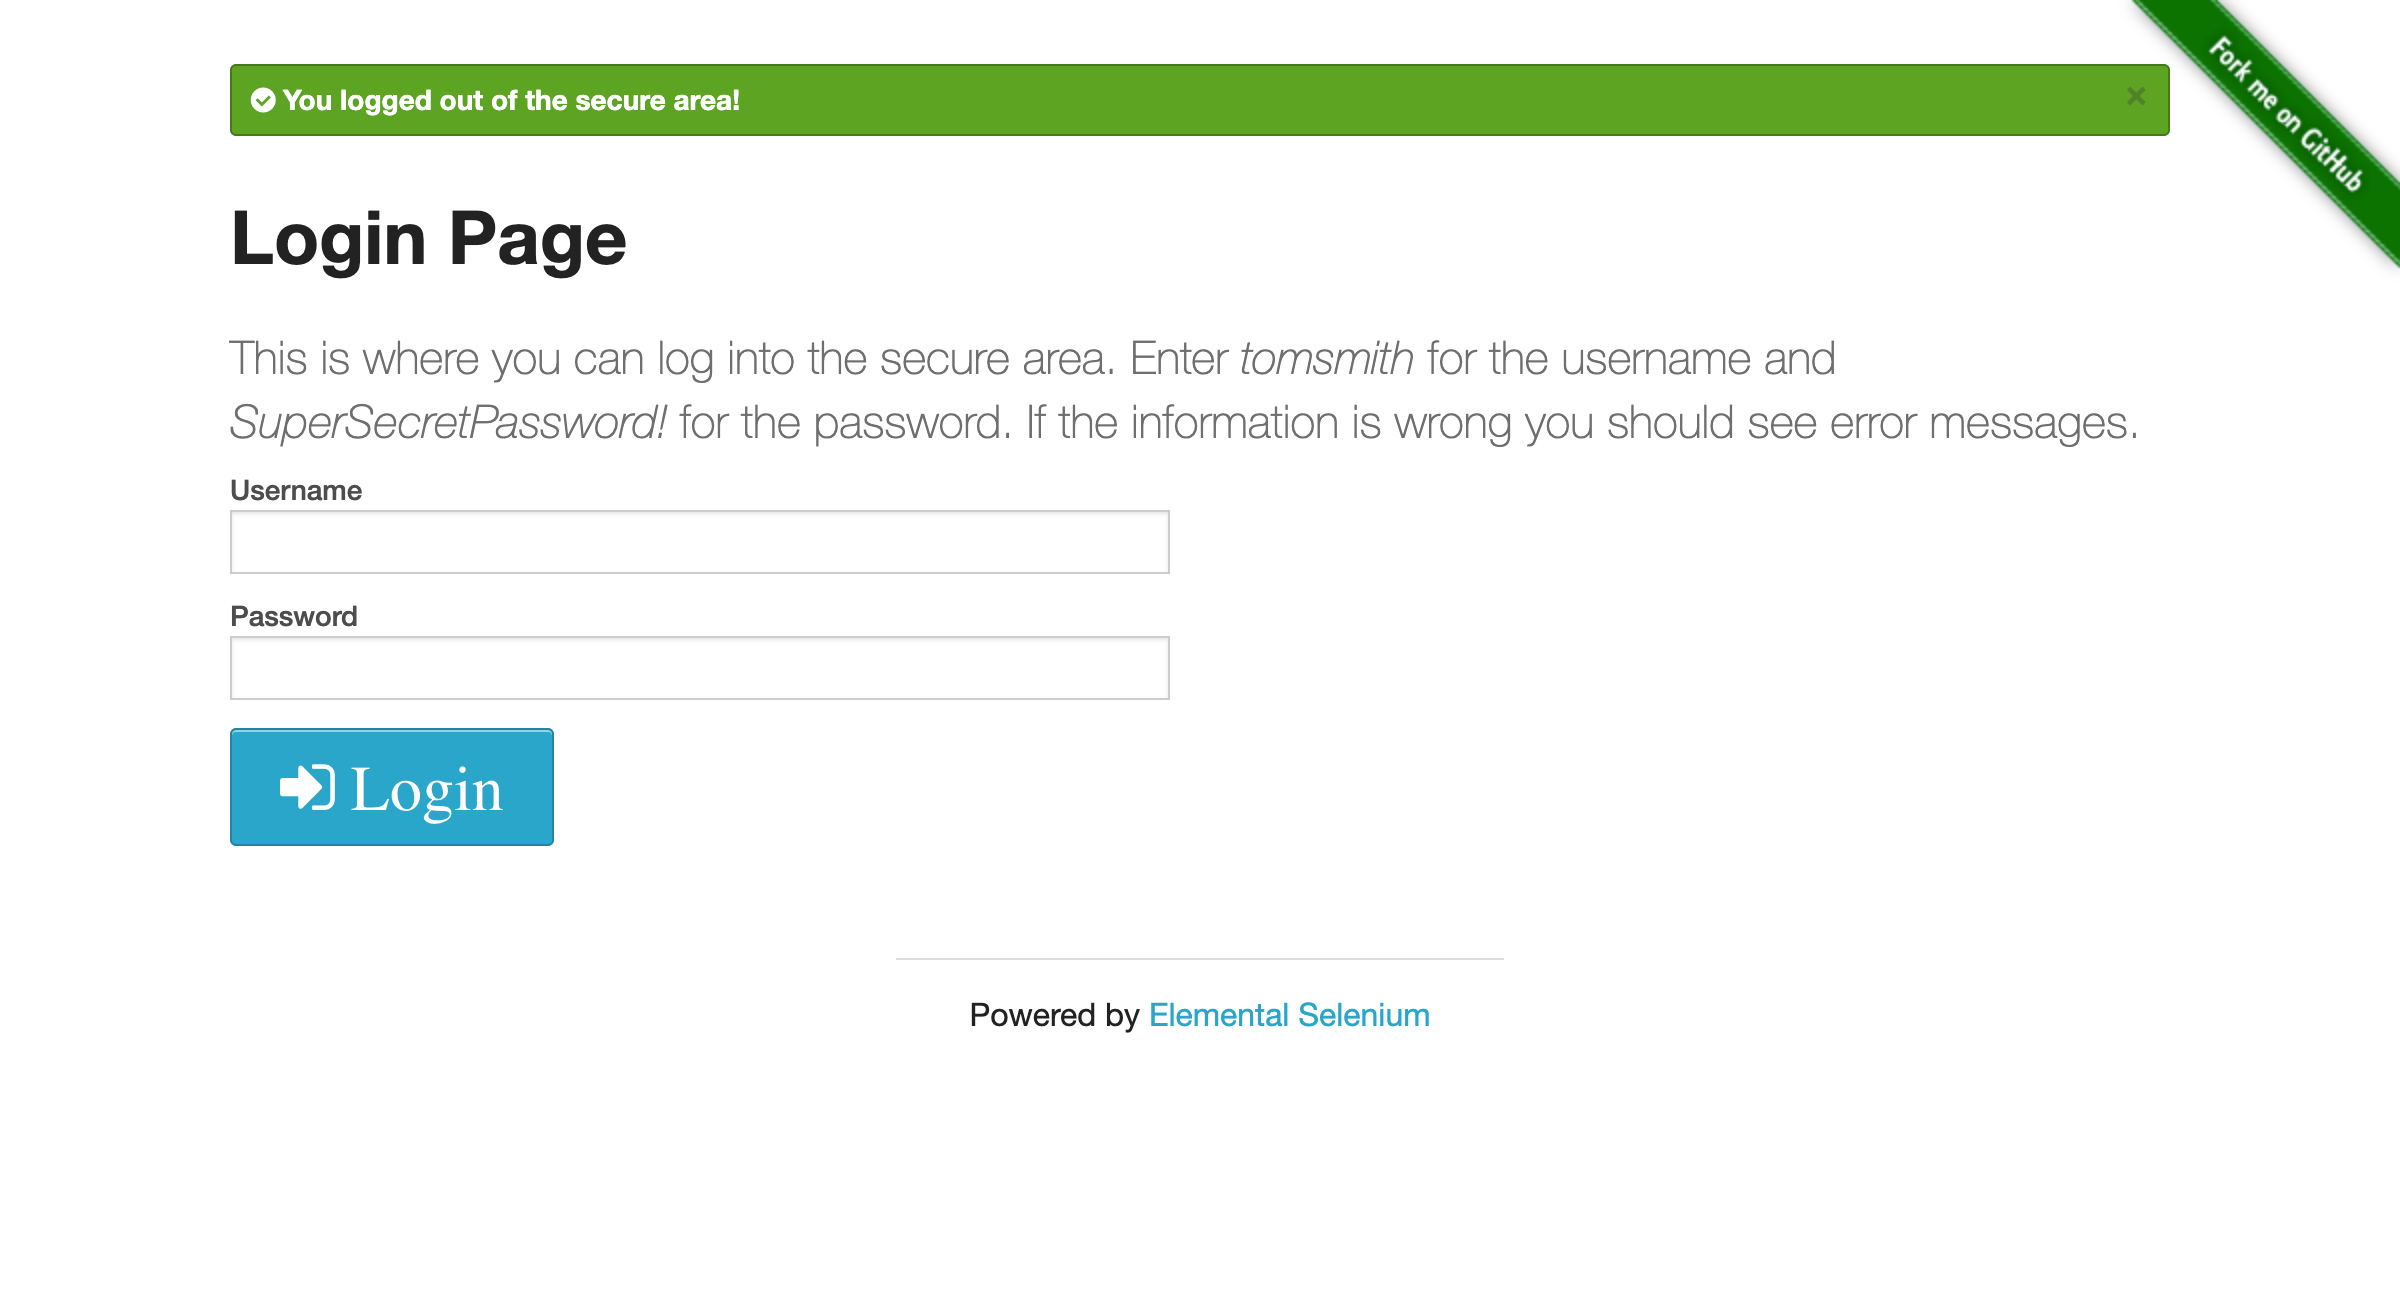 You logged out of the secure area!
×
Fork me on GitHub
Login Page
This is where you can log into the secure area. Enter tomsmith for the username and
SuperSecretPassword! for the password. If the information is wrong you should see error messages.
Username
Password
Login
Powered by Elemental Selenium